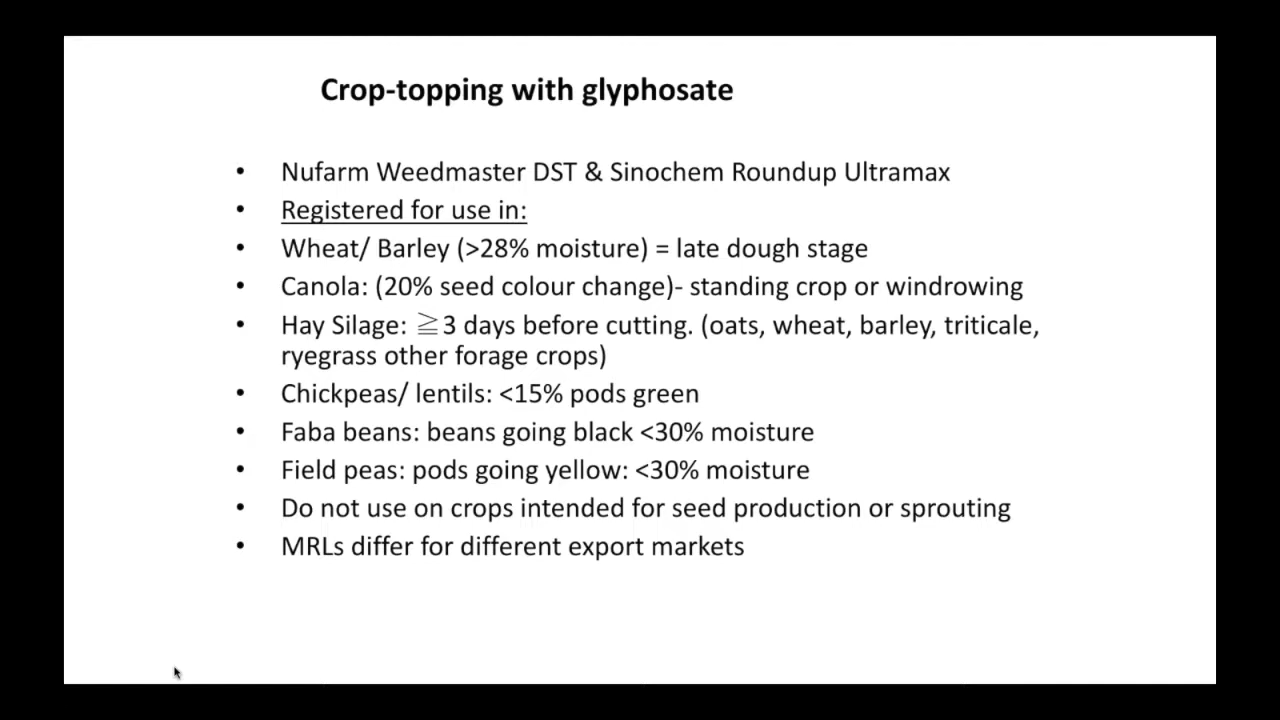 Crop-topping with glyphosate
• Nufarm Weedmaster DST & Sinochem Roundup Ultramax
• Registered for use in:
• Wheat/ Barley (>28% moisture) = late dough stage
• Canola: (20% seed colour change)- standing crop or windrowing
• Hay Silage: ≧3 days before cutting. (oats, wheat, barley, triticale,
ryegrass other forage crops)
• Chickpeas/ lentils: <15% pods green
• Faba beans: beans going black <30% moisture
• Field peas: pods going yellow: <30% moisture
• Do not use on crops intended for seed production or sprouting
• MRLs differ for different export markets